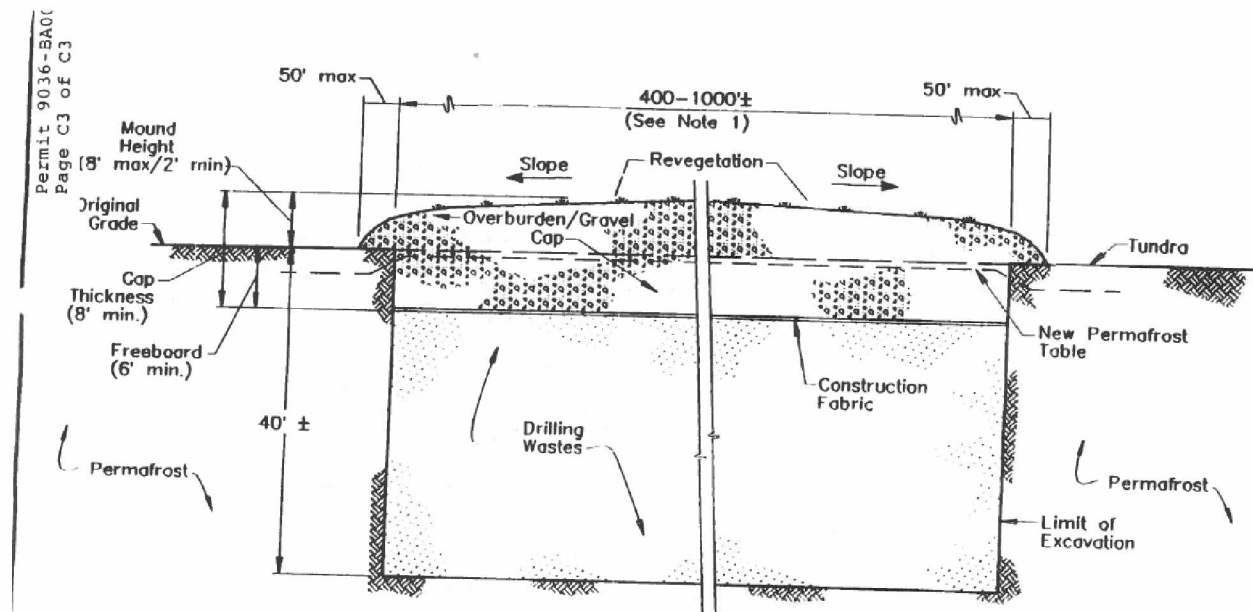 Permit 9036-BA00
Page C3 of C3
50' max
400-1000'±
(See Note 1)
50' max
Mound
Height
(8' max/2' min)
Slope
Revegetation
Slope
Original
Grade
Overburden/Gravel
Cap
Tundra
Cap
Thickness
(8' min.)
New Permafrost
Table
Freeboard
(6' min.)
Construction
Fabric
40' ±
Drilling
Wastes
Permafrost
Permafrost
Limit of
Excavation